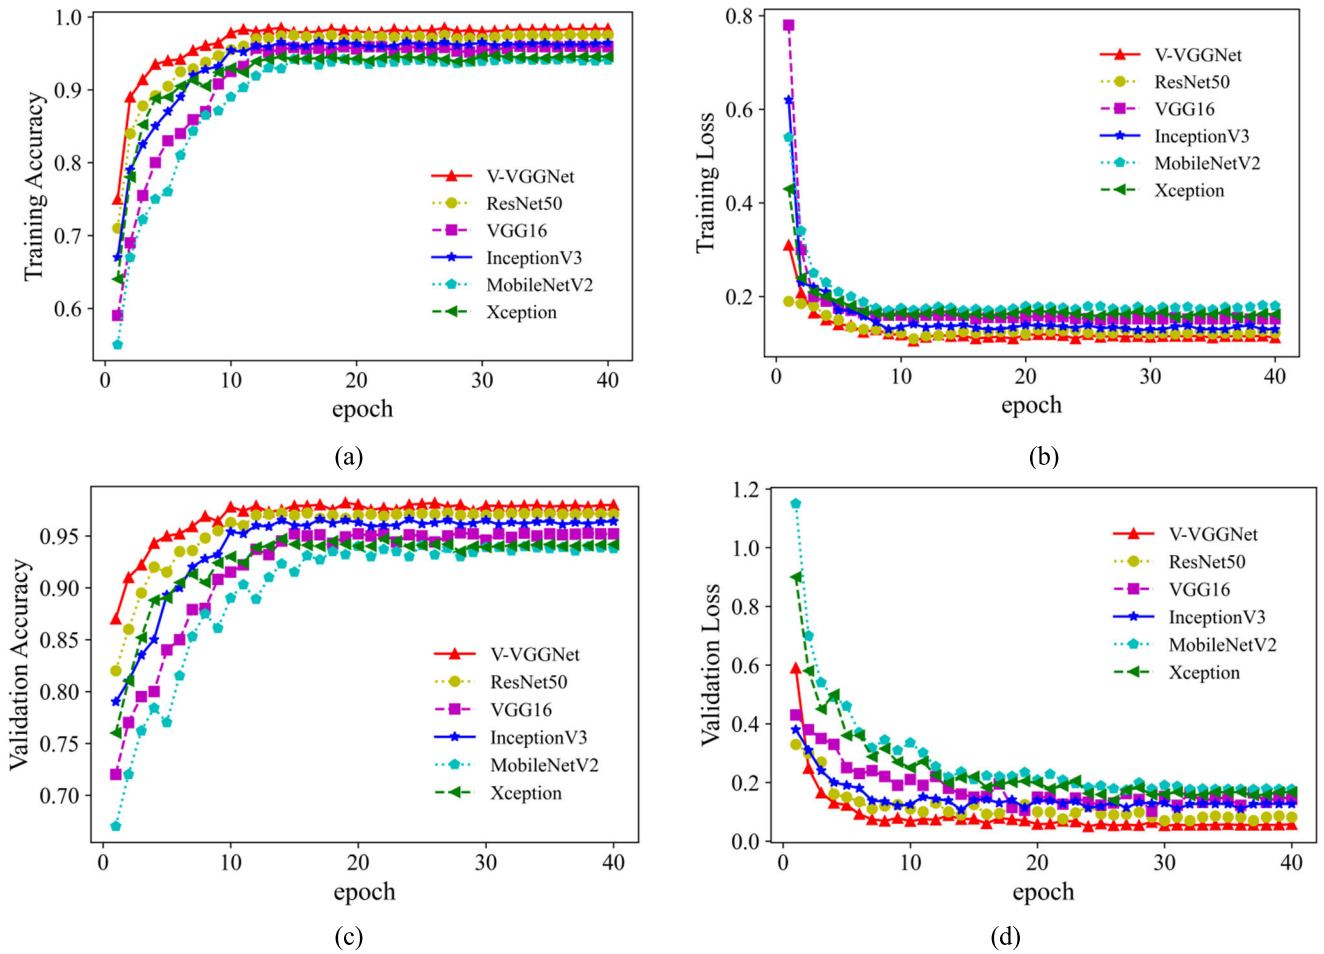 1.0
0.9
0.8
0.7
0.6
Training Accuracy
V-VGGNet
ResNet50
VGG16
InceptionV3
MobileNetV2
Xception
0 10 20 30 40
epoch
(a)
0.8
0.6
0.4
0.2
Training Loss
V-VGGNet
ResNet50
VGG16
InceptionV3
MobileNetV2
Xception
0 10 20 30 40
epoch
(b)
0.95
0.90
0.85
0.80
0.75
0.70
Validation Accuracy
V-VGGNet
ResNet50
VGG16
InceptionV3
MobileNetV2
Xception
0 10 20 30 40
epoch
(c)
1.2
1.0
0.8
0.6
0.4
0.2
0.0
Validation Loss
V-VGGNet
ResNet50
VGG16
InceptionV3
MobileNetV2
Xception
0 10 20 30 40
epoch
(d)